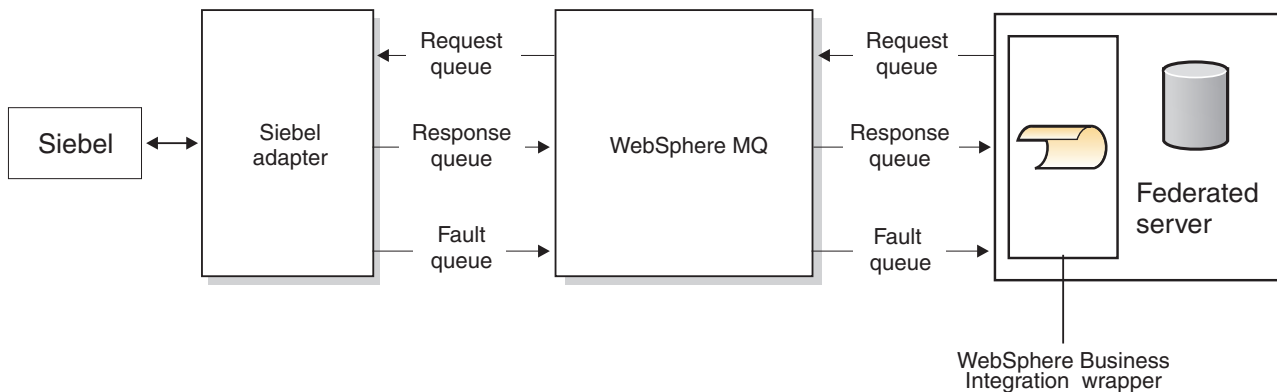 Request
queue
Request
queue
Siebel
Siebel
adapter
Response
queue
WebSphere MQ
Response
queue
Federated
server
Fault
queue
Fault
queue
WebSphere Business
Integration wrapper